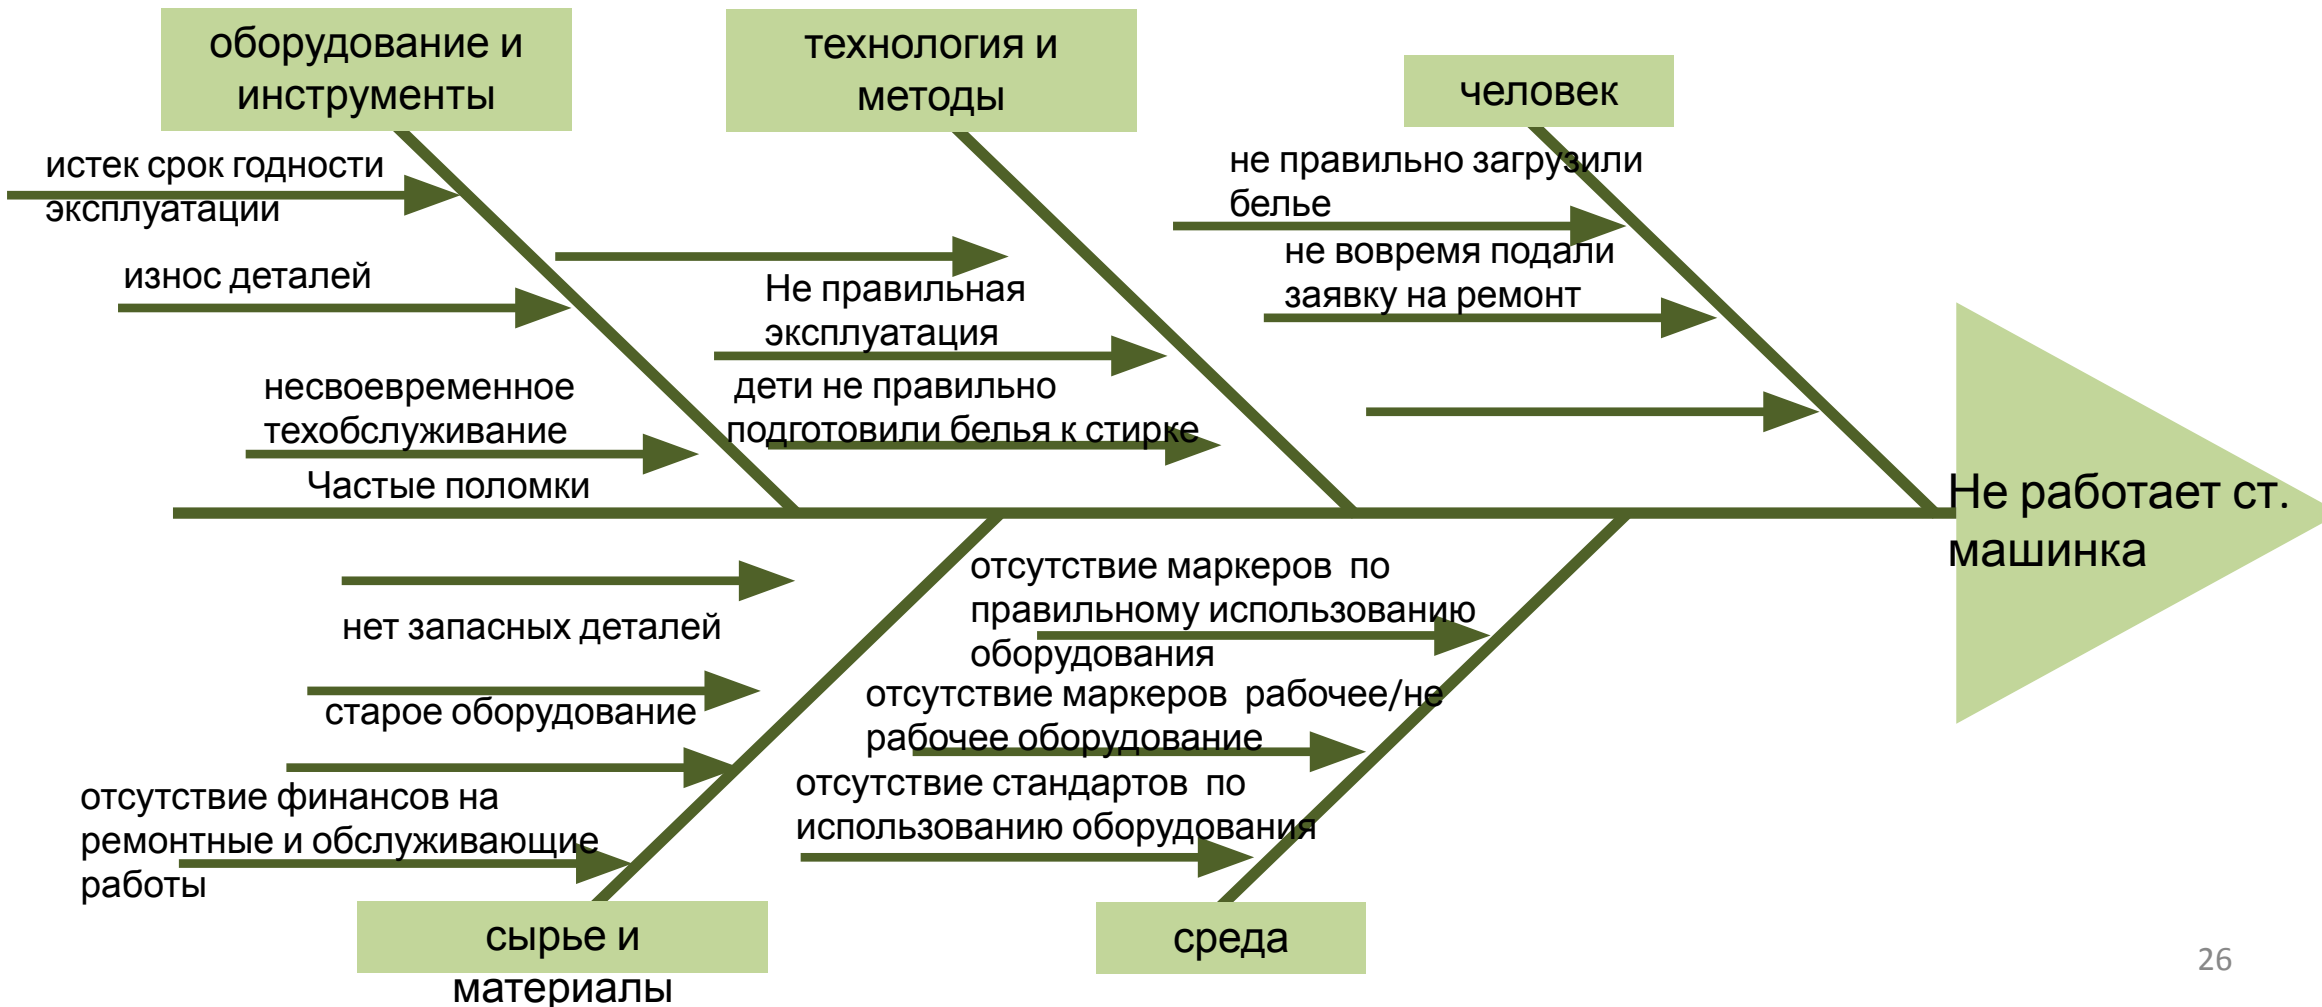 оборудование и
инструменты
технология и
методы
человек
истек срок годности
эксплуатации
износ деталей
несвоевременное
техобслуживание
Частые поломки
Не правильная
эксплуатация
дети не правильно
подготовили белья к стирке
не правильно загрузили
белье
не вовремя подали
заявку на ремонт
Не работает ст.
машинка
нет запасных деталей
старое оборудование
отсутствие финансов на
ремонтные и обслуживающие
работы
отсутствие маркеров по
правильному использованию
оборудования
отсутствие маркеров рабочее/не
рабочее оборудование
отсутствие стандартов по
использованию оборудования
сырье и
материалы
среда
26